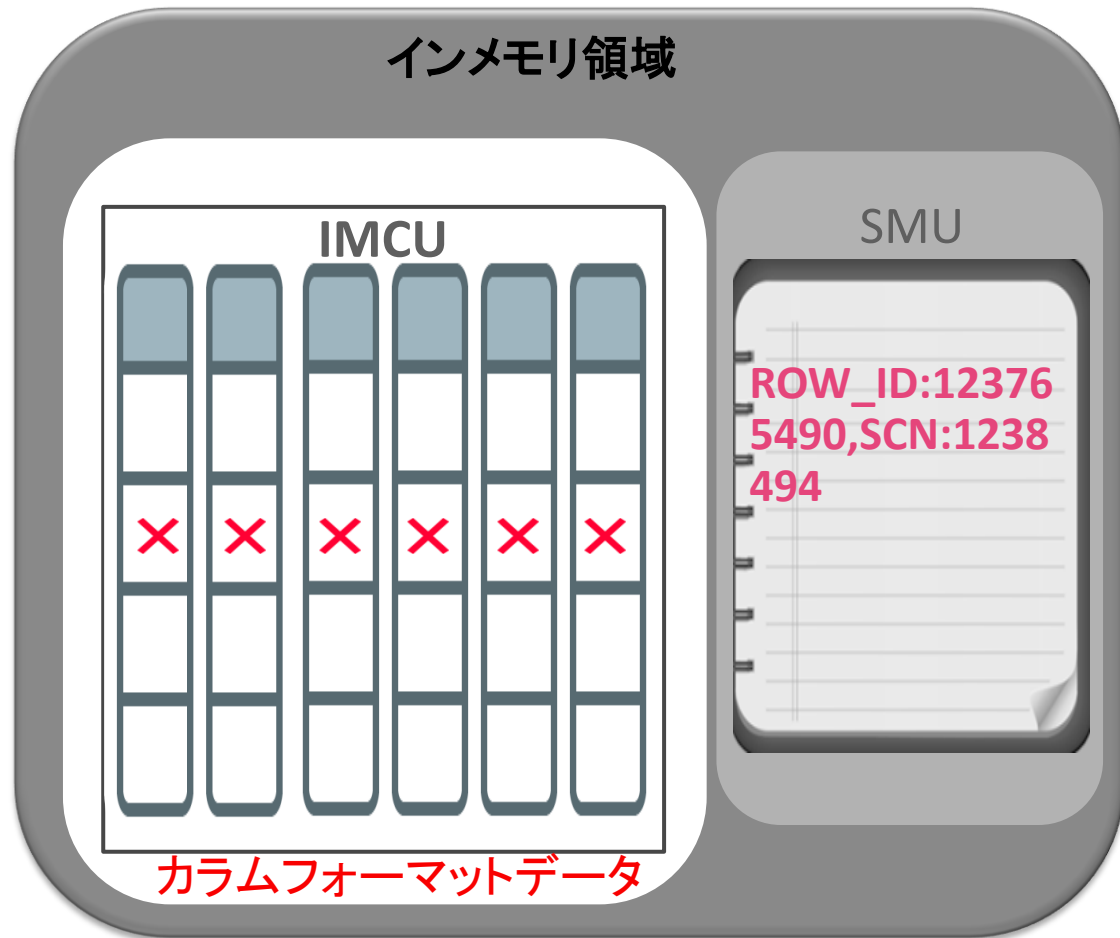 インメモリ領域
IMCU
SMU
ROW_ID:12376
5490,SCN:1238
494
カラムフォーマットデータ